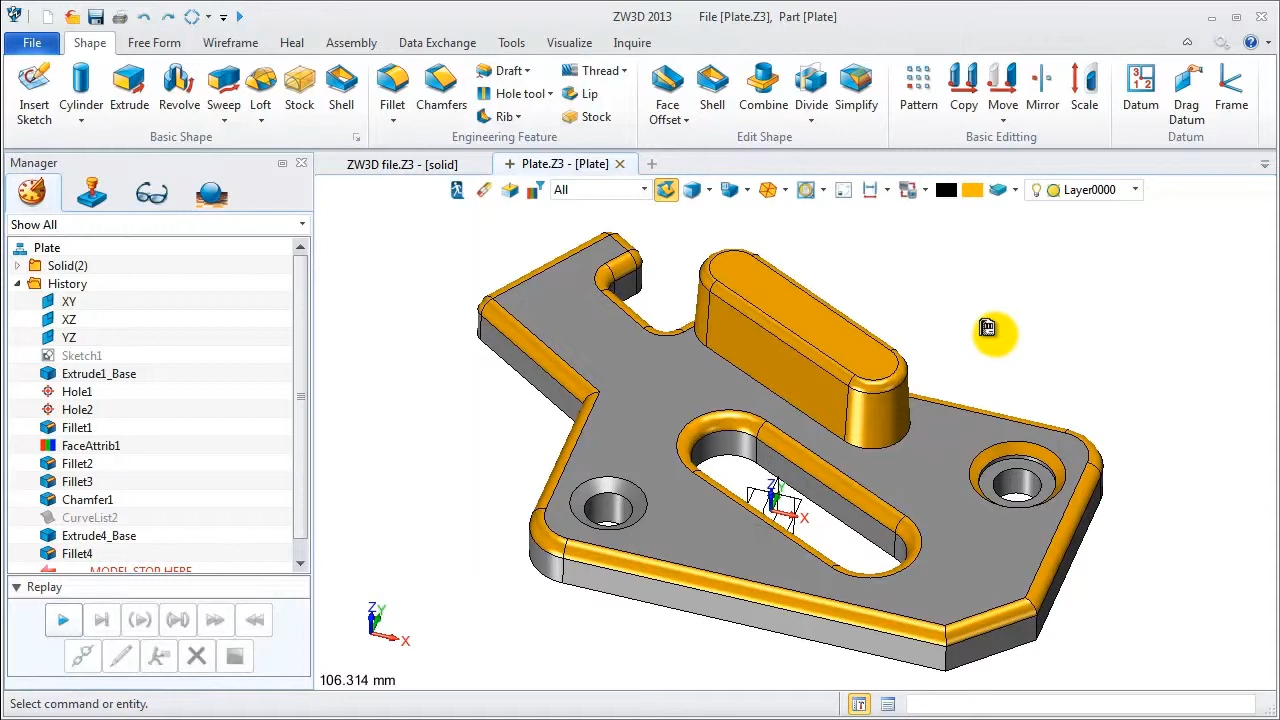 ZW3D 2013 File [Plate.Z3], Part [Plate]
File Shape Free Form Wireframe Heal Assembly Data Exchange Tools Visualize Inquire
Insert Sketch
Cylinder
Extrude
Revolve
Sweep
Loft
Stock
Shell
Basic Shape
Fillet
Chamfers
Draft
Hole tool
Rib
Thread
Lip
Stock
Engineering Feature
Face Offset
Shell
Combine
Divide
Simplify
Edit Shape
Pattern
Copy
Move
Mirror
Scale
Basic Editting
Datum
Drag Datum
Frame
Datum
Manager
ZW3D file.Z3 - [solid]
Plate.Z3 - [Plate]
All
Layer0000
Show All
Plate
Solid(2)
History
XY
XZ
YZ
Sketch1
Extrude1_Base
Hole1
Hole2
Fillet1
FaceAttrib1
Fillet2
Fillet3
Chamfer1
CurveList2
Extrude4_Base
Fillet4
MODEL STOP HERE
Replay
Z
Y
X
Z
Y
X
106.314 mm
Select command or entity.